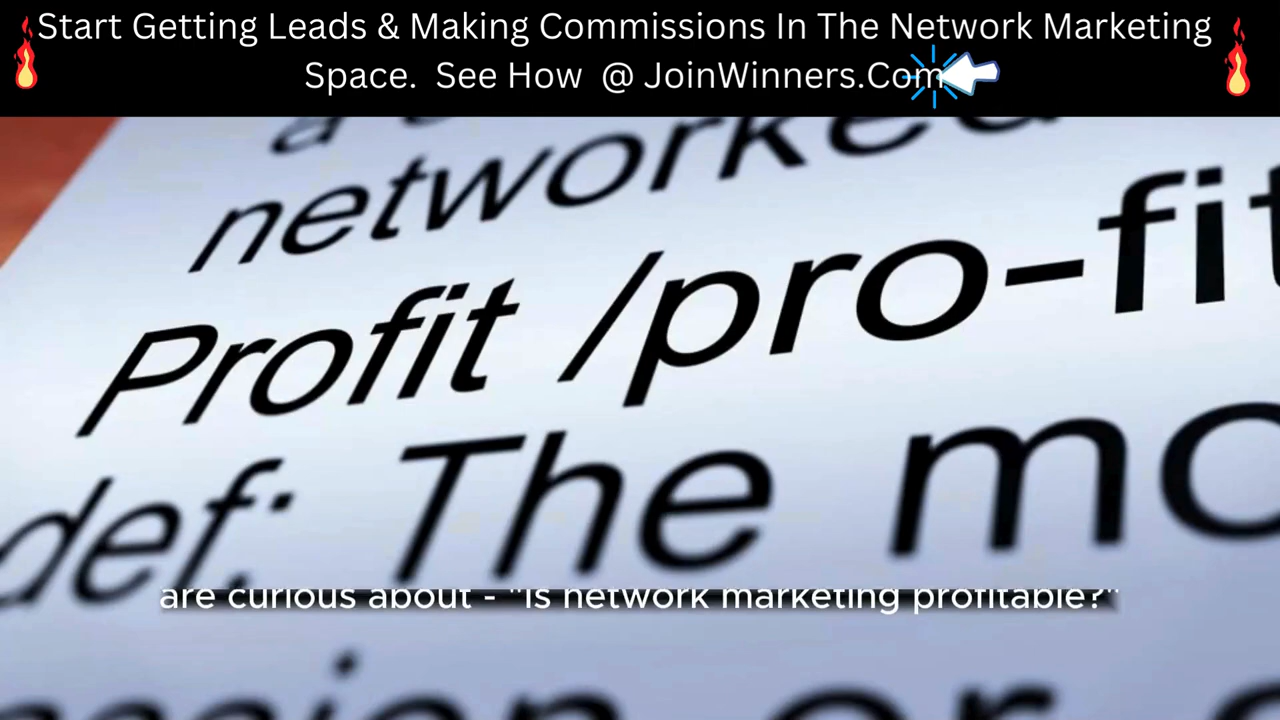 Start Getting Leads & Making Commissions In The Network Marketing
Space. See How @ JoinWinners.Com
networked
Profit /pro-fit
def: The mo
are curious about - "Is network marketing profitable?"
or